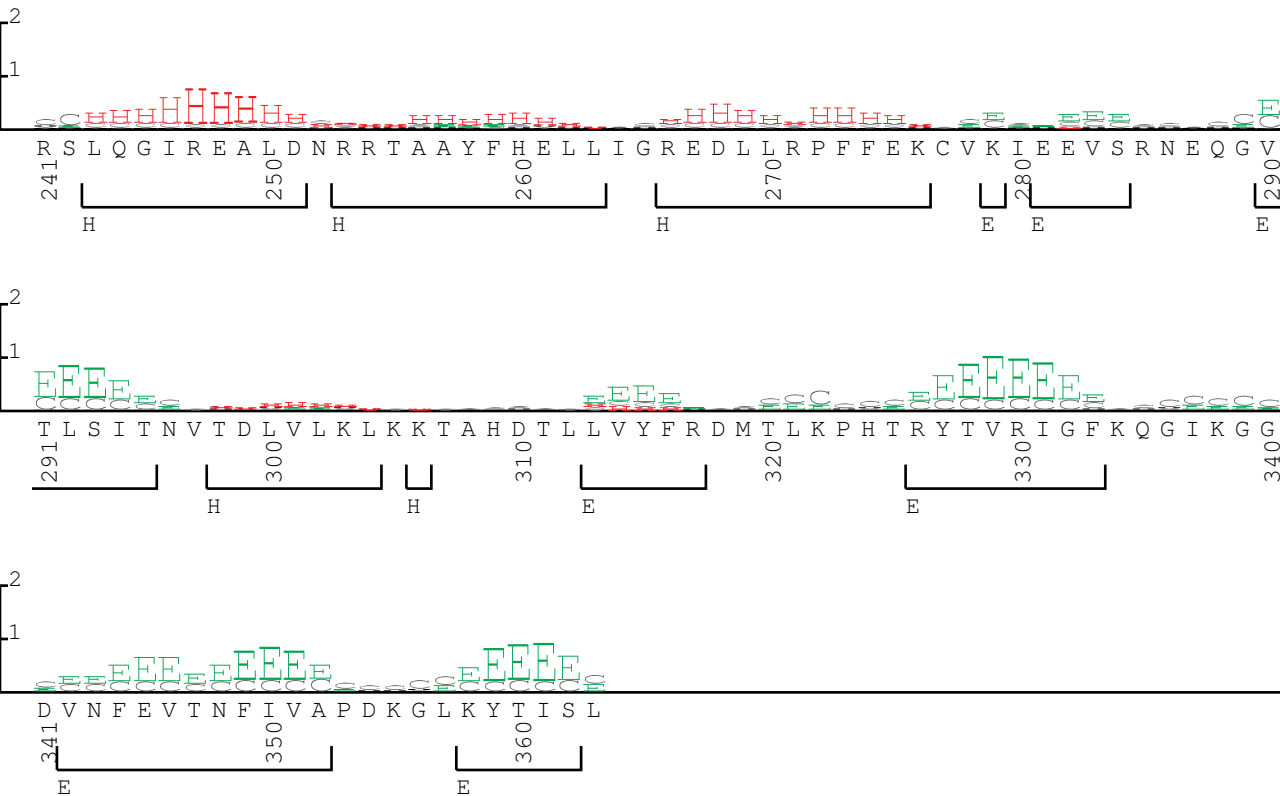 2
1
R S L Q G I R E A L D N R R T A A Y F H E L L I G R E D L L R P F F E K C V K I E E V S R N E Q G V
241 250 260 270 280 290
H H H E E E
2
1
T L S I T N V T D L V L K L K K T A H D T L L V Y F R D M T L K P H T R Y T V R I G F K Q G I K G G
291 300 310 320 330 340
H H E E
2
1
D V N F E V T N F I V A P D K G L K Y T I S L
341 350 360
E E